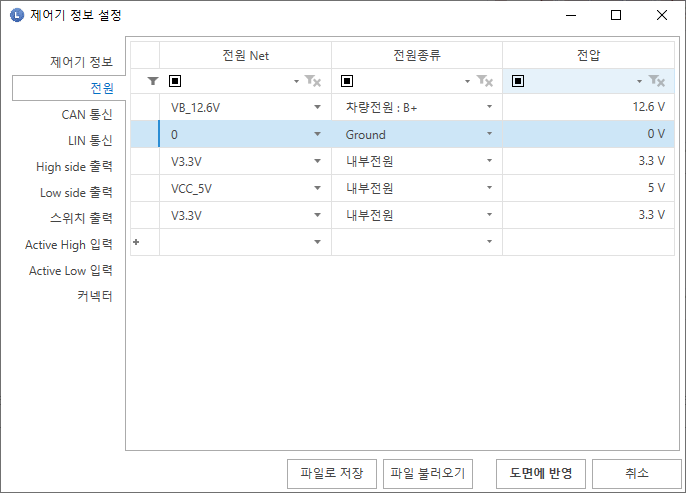 L 제어기 정보 설정
제어기 정보
전원
CAN 통신
LIN 통신
High side 출력
Low side 출력
스위치 출력
Active High 입력
Active Low 입력
커넥터
전원 Net 전원종류 전압
VB_12.6V 차량전원 : B+ 12.6 V
0 Ground 0 V
V3.3V 내부전원 3.3 V
VCC_5V 내부전원 5 V
V3.3V 내부전원 3.3 V
파일로 저장 파일 불러오기 도면에 반영 취소